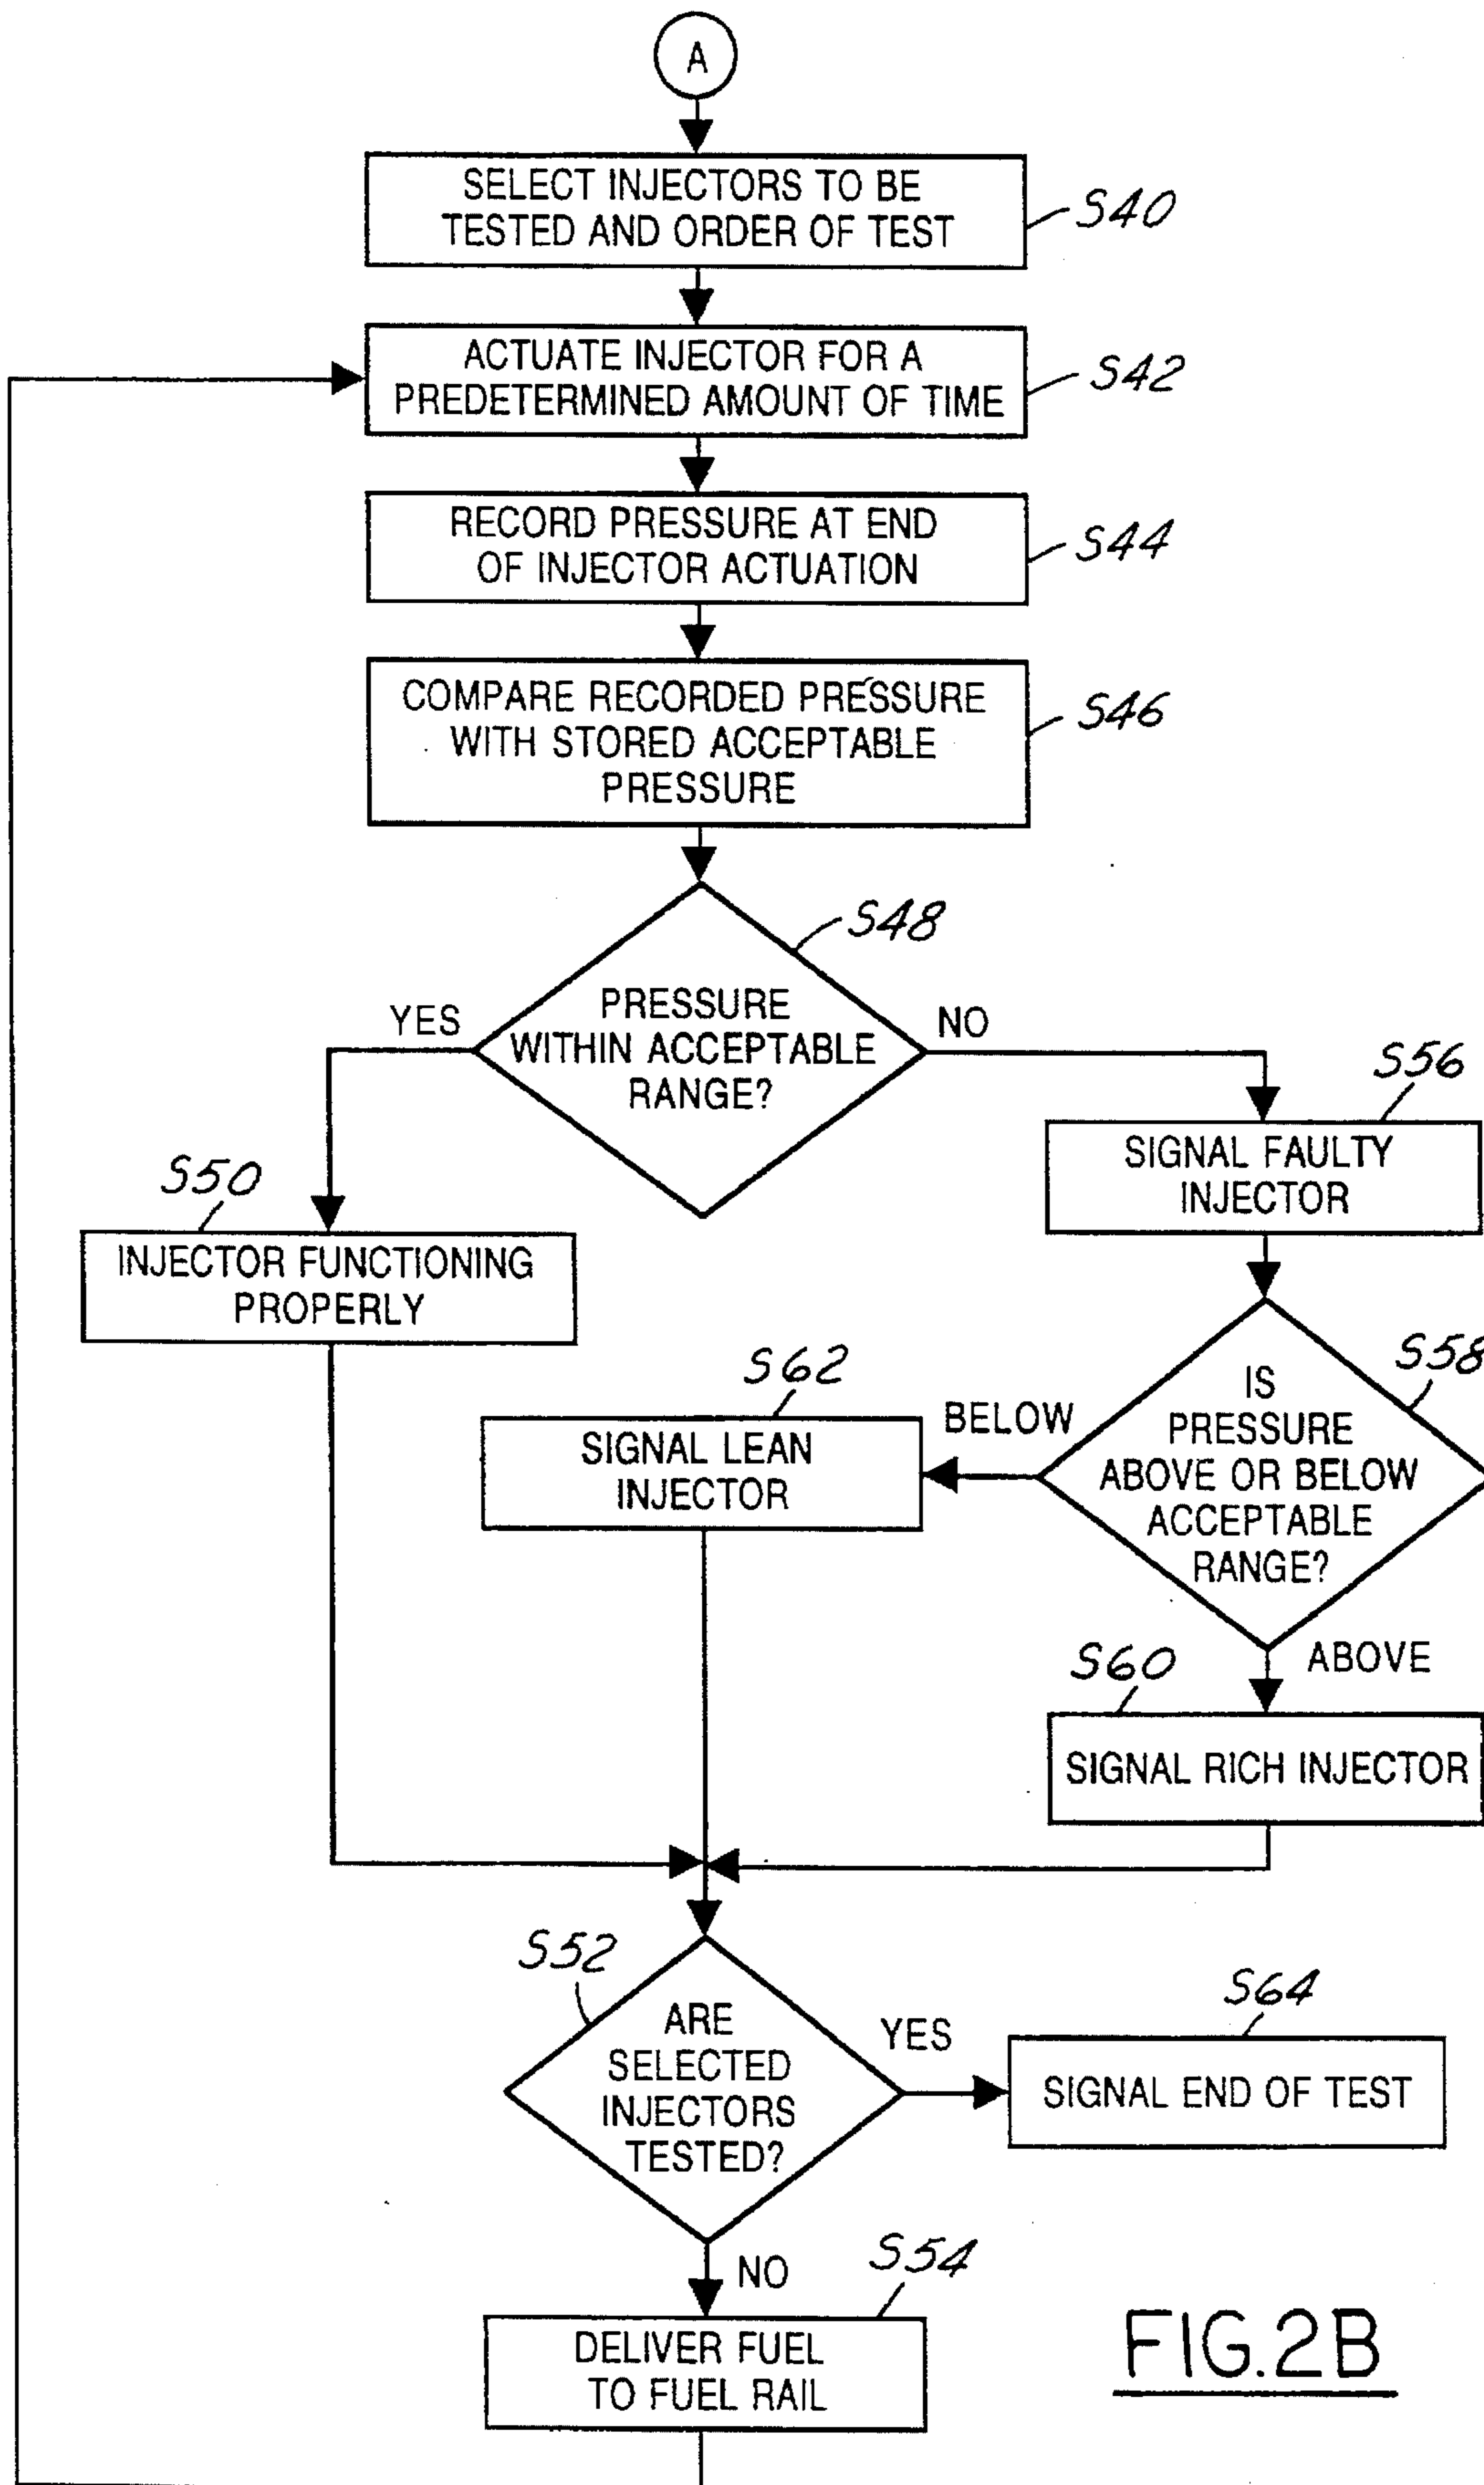 A
SELECT INJECTORS TO BE
TESTED AND ORDER OF TEST
S40
ACTUATE INJECTOR FOR A
PREDETERMINED AMOUNT OF TIME
S42
RECORD PRESSURE AT END
OF INJECTOR ACTUATION
S44
COMPARE RECORDED PRESSURE
WITH STORED ACCEPTABLE
PRESSURE
S46
S48
PRESSURE
WITHIN ACCEPTABLE
RANGE?
YES
NO
S50
INJECTOR FUNCTIONING
PROPERLY
S56
SIGNAL FAULTY
INJECTOR
S58
IS
PRESSURE
ABOVE OR BELOW
ACCEPTABLE
RANGE?
BELOW
S62
SIGNAL LEAN
INJECTOR
ABOVE
S60
SIGNAL RICH INJECTOR
S52
ARE
SELECTED
INJECTORS
TESTED?
YES
S64
SIGNAL END OF TEST
NO
S54
DELIVER FUEL
TO FUEL RAIL
FIG.2B